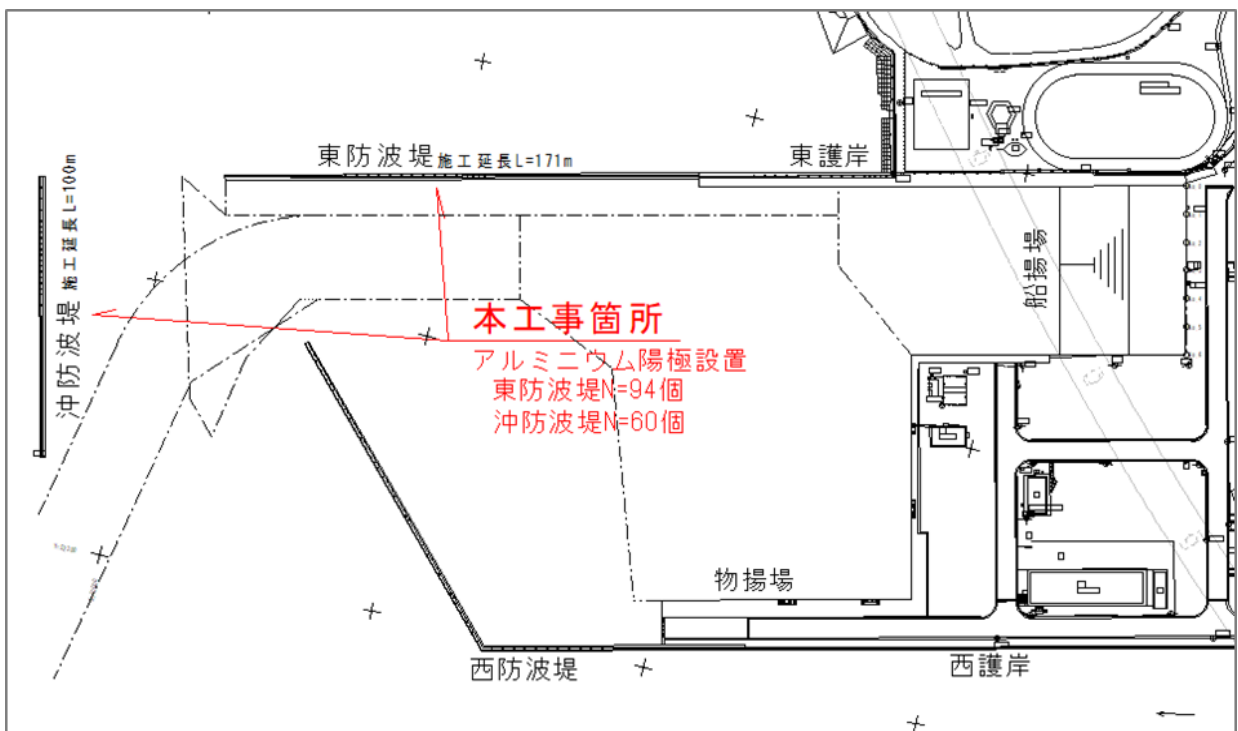 東防波堤 施工延長L=171m
東護岸
沖防波堤 施工延長L=100m
船揚場
本工事箇所
アルミニウム陽極設置
東防波堤N=94個
沖防波堤N=60個
物揚場
西防波堤
西護岸